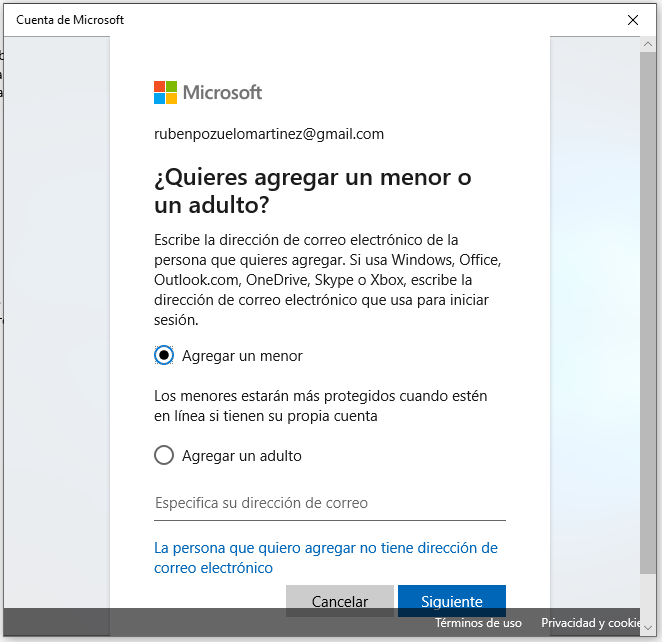 Cuenta de Microsoft
Microsoft
rubenpozuelomartinez@gmail.com
¿Quieres agregar un menor o
un adulto?
Escribe la dirección de correo electrónico de la
persona que quieres agregar. Si usa Windows, Office,
Outlook.com, OneDrive, Skype o Xbox, escribe la
dirección de correo electrónico que usa para iniciar
sesión.
Agregar un menor
Los menores estarán más protegidos cuando estén
en línea si tienen su propia cuenta
Agregar un adulto
Especifica su dirección de correo
La persona que quiero agregar no tiene dirección de
correo electrónico
Cancelar
Siguiente
Términos de uso
Privacidad y cookie